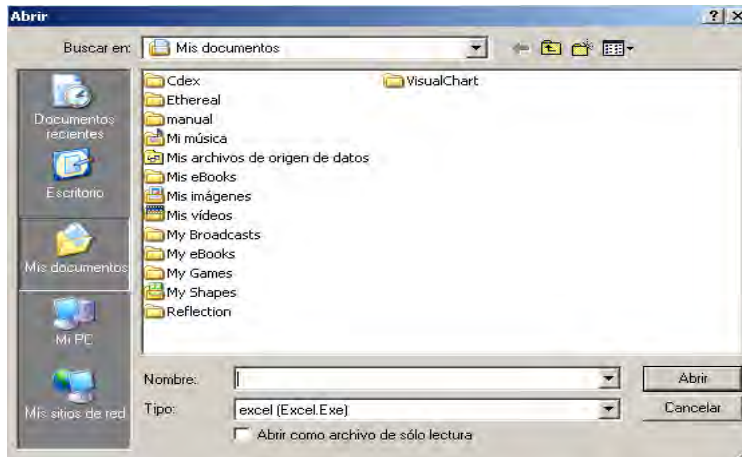 Abrir
Buscar en: Mis documentos
Documentos recientes
Escritorio
Mis documentos
Mi PC
Mis sitios de red
Cdex
Ethereal
manual
Mi música
Mis archivos de origen de datos
Mis eBooks
Mis imágenes
Mis vídeos
My Broadcasts
My eBooks
My Games
My Shapes
Reflection
VisualChart
Nombre:
Abrir
Tipo: excel (Excel.Exe)
Cancelar
Abrir como archivo de sólo lectura